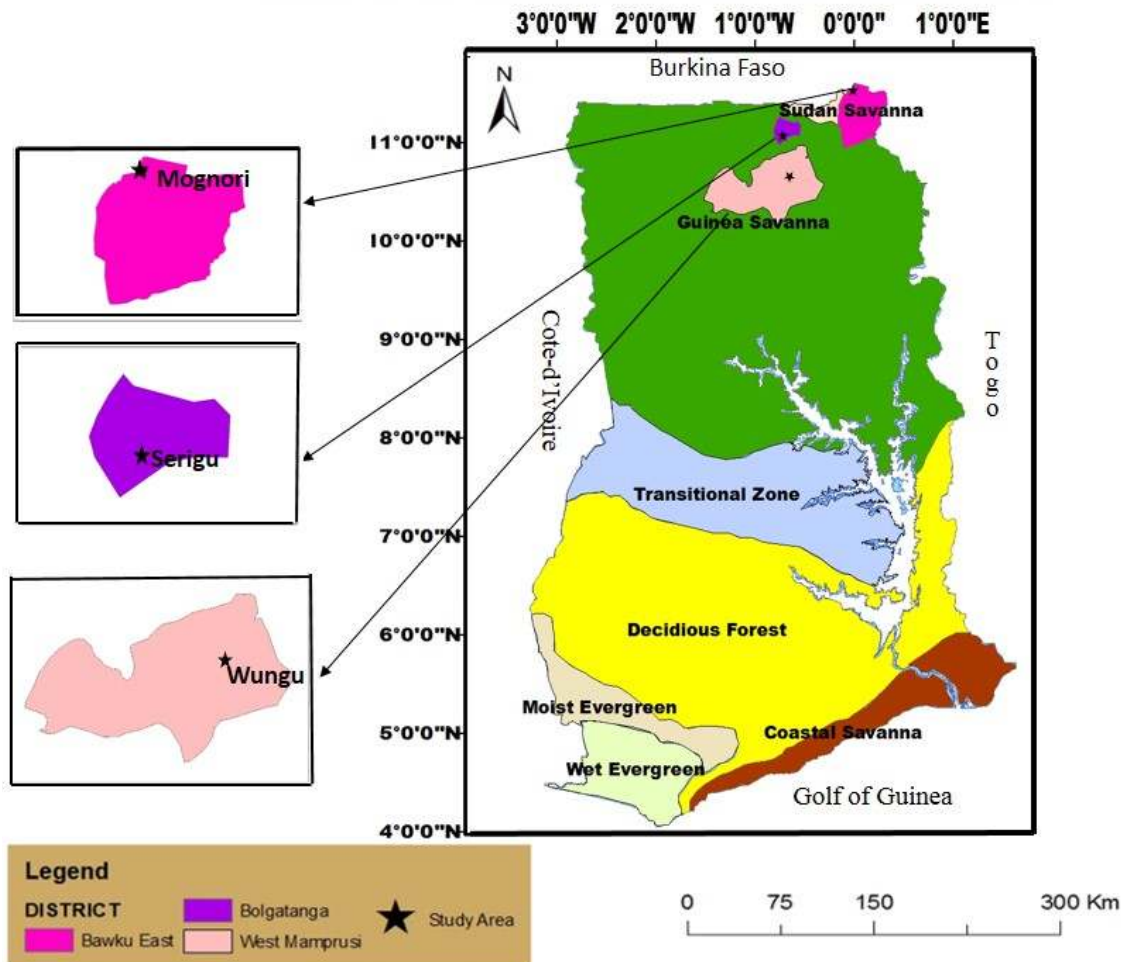 3°0'0"W 2°0'0"W 1°0'0"W 0°0'0" 1°0'0"E
Burkina Faso
N
Sudan Savanna
11°0'0"N
Mognori
Guinea Savanna
10°0'0"N
Cote-d'Ivoire
Togo
9°0'0"N
8°0'0"N
Serigu
Transitional Zone
7°0'0"N
6°0'0"N
Decidious Forest
Wungu
Moist Evergreen
5°0'0"N
Coastal Savanna
Wet Evergreen
Golf of Guinea
4°0'0"N
Legend
DISTRICT
Bawku East
Bolgatanga
West Mamprusi
Study Area
0 75 150 300 Km